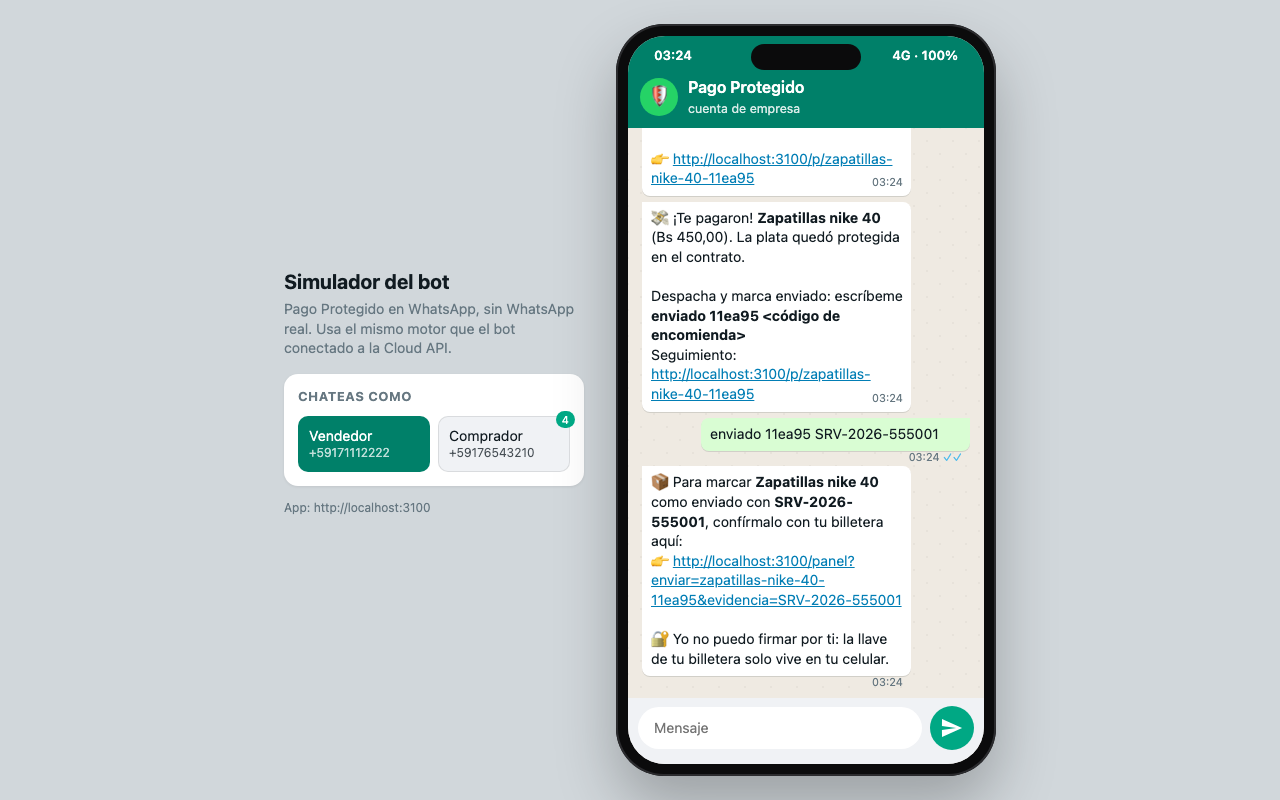 Simulador del bot
Pago Protegido en WhatsApp, sin WhatsApp
real. Usa el mismo motor que el bot
conectado a la Cloud API.
CHATEAS COMO
Vendedor
+59171112222
Comprador
+59176543210
4
App: http://localhost:3100
03:24
4G · 100%
Pago Protegido
cuenta de empresa
👉 http://localhost:3100/p/zapatillas-
nike-40-11ea95
03:24
💸 ¡Te pagaron! Zapatillas nike 40
(Bs 450,00). La plata quedó protegida
en el contrato.
Despacha y marca enviado: escríbeme
enviado 11ea95 <código de
encomienda>
Seguimiento:
http://localhost:3100/p/zapatillas-
nike-40-11ea95
03:24
enviado 11ea95 SRV-2026-555001
03:24 ✓✓
📦 Para marcar Zapatillas nike 40
como enviado con SRV-2026-
555001, confírmalo con tu billetera
aquí:
👉 http://localhost:3100/panel?
enviar=zapatillas-nike-40-
11ea95&evidencia=SRV-2026-555001
🔐 Yo no puedo firmar por ti: la llave
de tu billetera solo vive en tu celular.
03:24
Mensaje